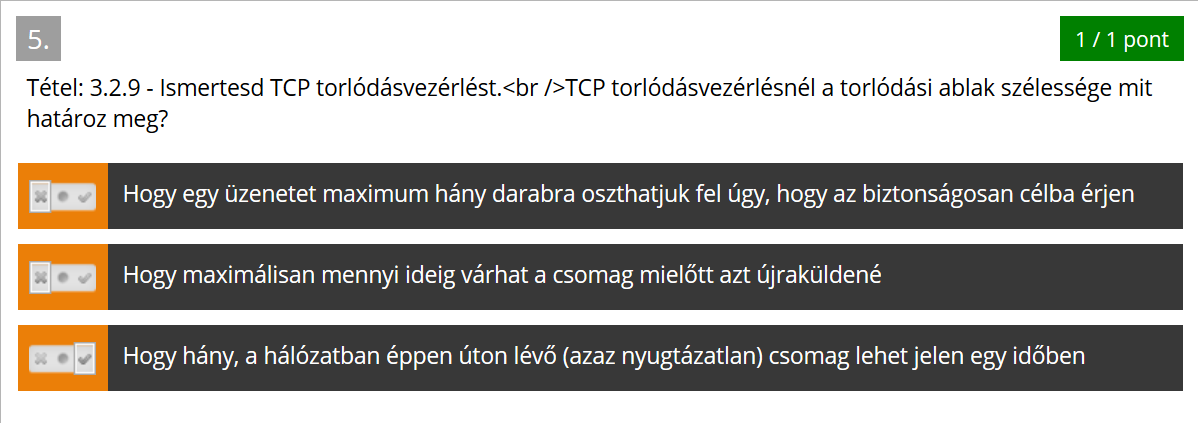 5.
1 / 1 pont
Tétel: 3.2.9 - Ismertesd TCP torlódásvezérlést.<br />TCP torlódásvezérlésnél a torlódási ablak szélessége mit
határoz meg?
Hogy egy üzenetet maximum hány darabra oszthatjuk fel úgy, hogy az biztonságosan célba érjen
Hogy maximálisan mennyi ideig várhat a csomag mielőtt azt újraküldené
Hogy hány, a hálózatban éppen úton lévő (azaz nyugtázatlan) csomag lehet jelen egy időben